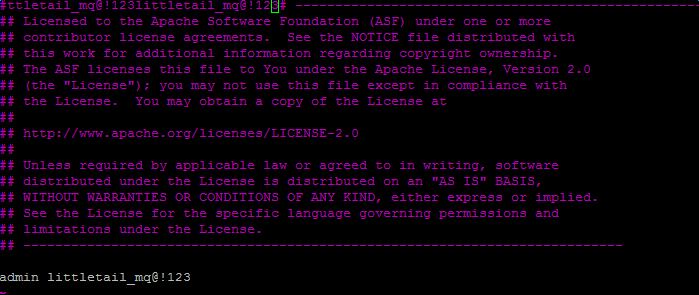 #ttletail_mq@!123littletail_mq@!123# ---------------------------------------------------
## Licensed to the Apache Software Foundation (ASF) under one or more
## contributor license agreements.  See the NOTICE file distributed with
## this work for additional information regarding copyright ownership.
## The ASF licenses this file to You under the Apache License, Version 2.0
## (the "License"); you may not use this file except in compliance with
## the License.  You may obtain a copy of the License at
##
## http://www.apache.org/licenses/LICENSE-2.0
##
## Unless required by applicable law or agreed to in writing, software
## distributed under the License is distributed on an "AS IS" BASIS,
## WITHOUT WARRANTIES OR CONDITIONS OF ANY KIND, either express or implied.
## See the License for the specific language governing permissions and
## limitations under the License.
## ---------------------------------------------------------------------------
admin littletail_mq@!123
~